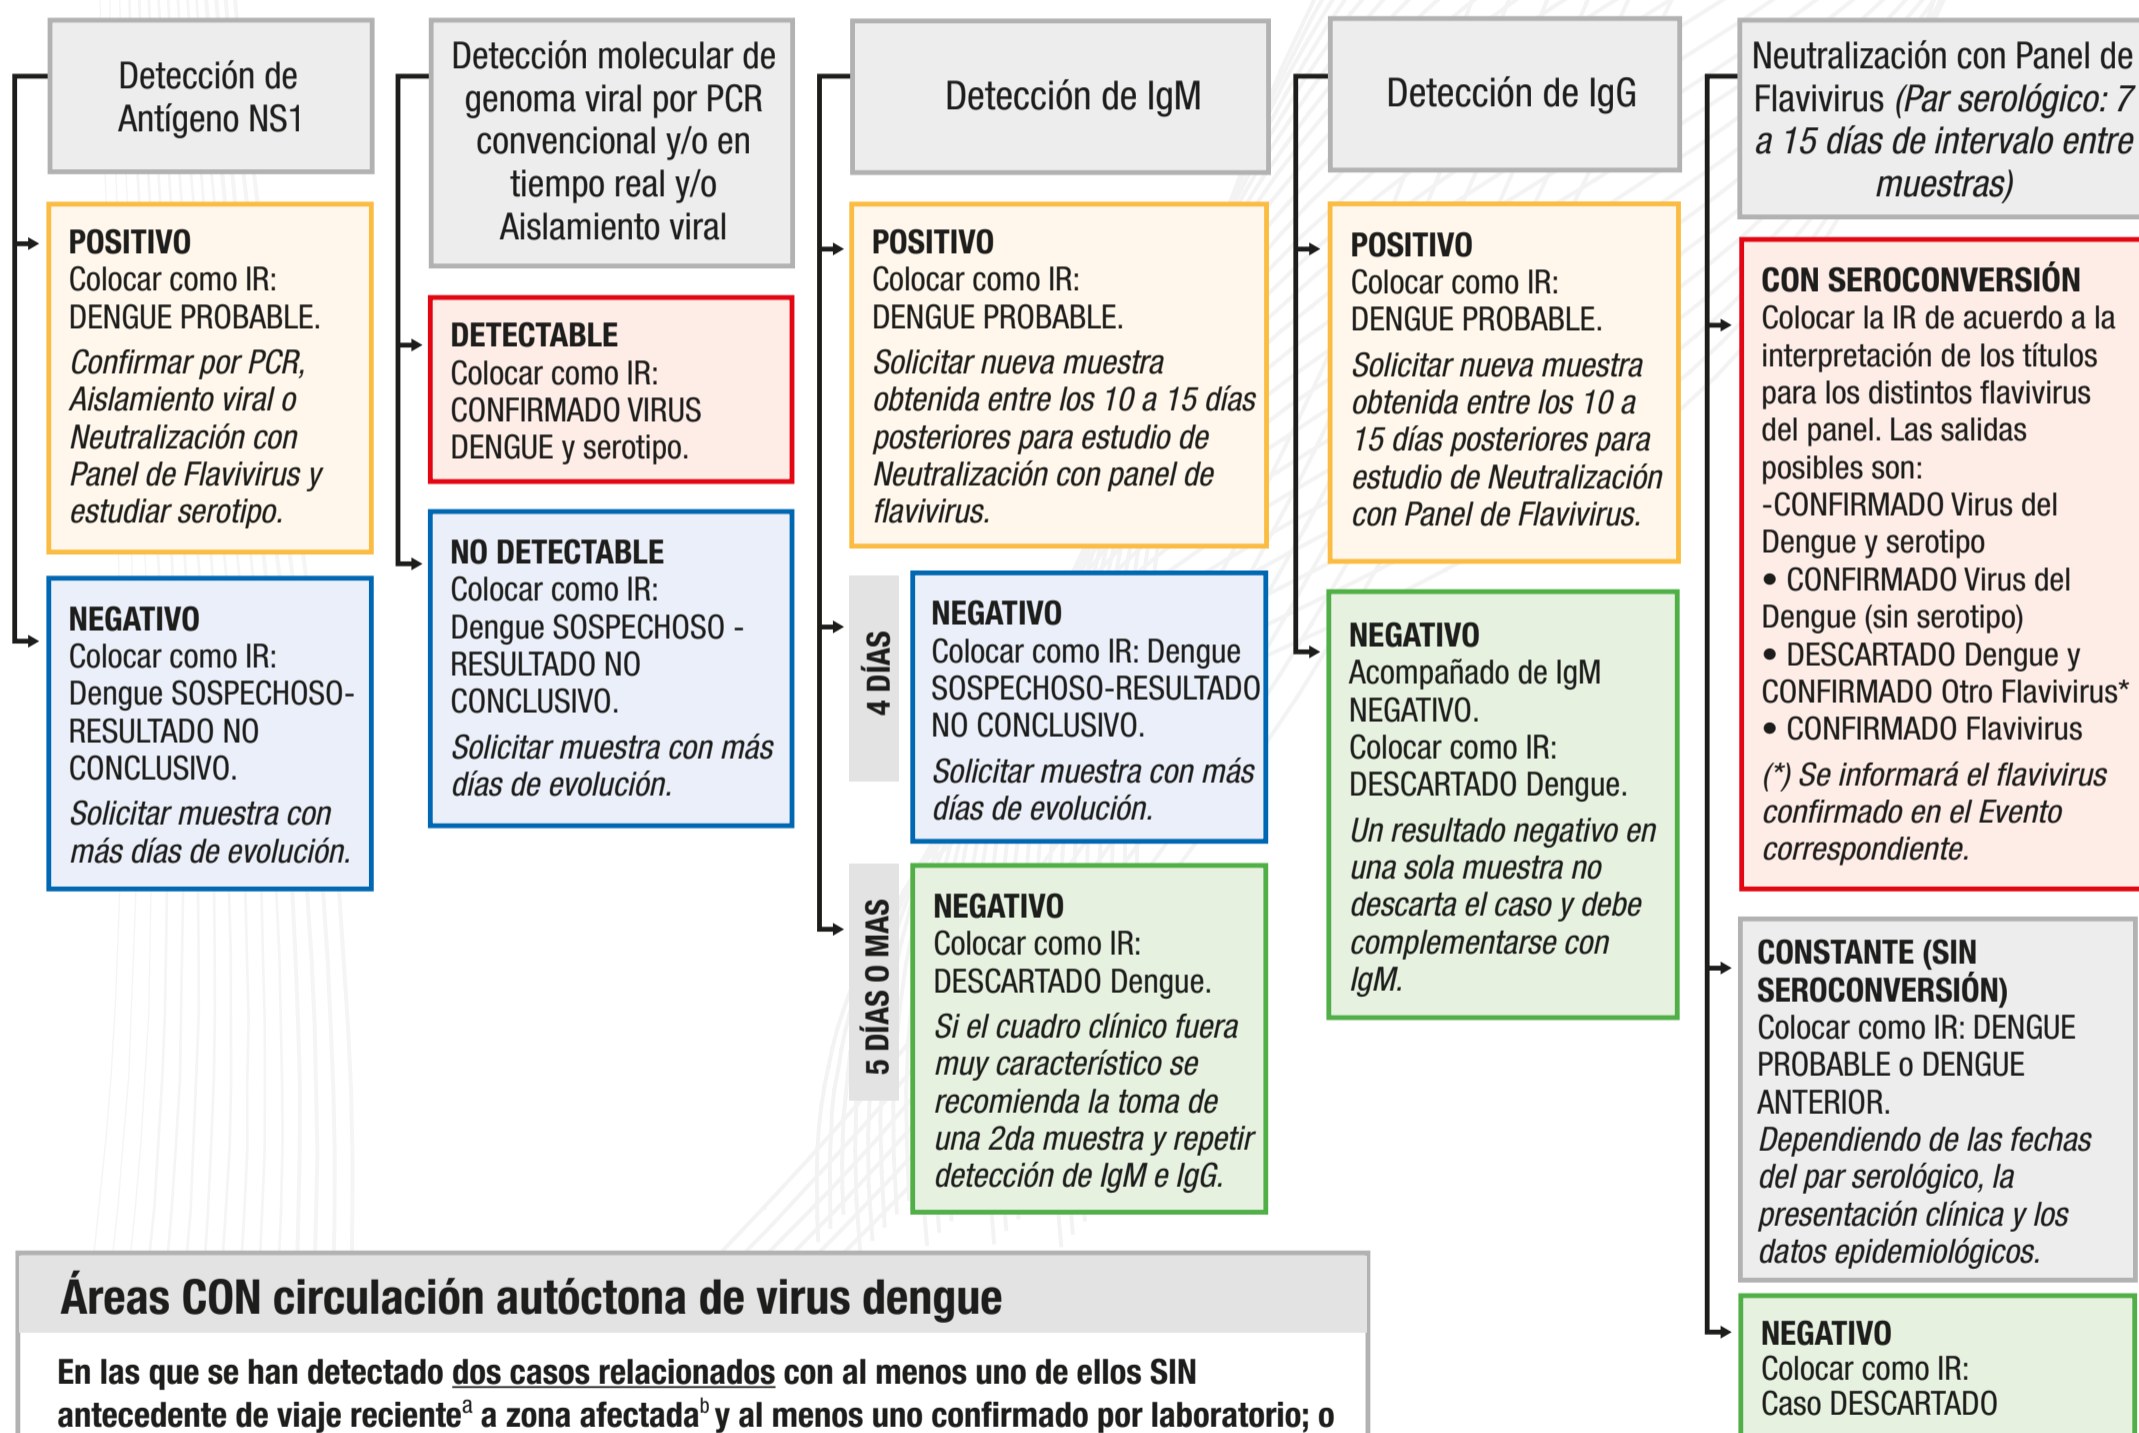 Detección de
Antígeno NS1
POSITIVO
Colocar como IR:
DENGUE PROBABLE.
Confirmar por PCR,
Aislamiento viral o
Neutralización con
Panel de Flavivirus y
estudiar serotipo.
NEGATIVO
Colocar como IR:
Dengue SOSPECHOSO-
RESULTADO NO
CONCLUSIVO.
Solicitar muestra con
más días de evolución.
Detección molecular de
genoma viral por PCR
convencional y/o en
tiempo real y/o
Aislamiento viral
DETECTABLE
Colocar como IR:
CONFIRMADO VIRUS
DENGUE y serotipo.
NO DETECTABLE
Colocar como IR:
Dengue SOSPECHOSO -
RESULTADO NO
CONCLUSIVO.
Solicitar muestra con más
días de evolución.
Detección de IgM
POSITIVO
Colocar como IR:
DENGUE PROBABLE.
Solicitar nueva muestra
obtenida entre los 10 a 15 días
posteriores para estudio de
Neutralización con panel de
flavivirus.
4 DÍAS
NEGATIVO
Colocar como IR: Dengue
SOSPECHOSO-RESULTADO
NO CONCLUSIVO.
Solicitar muestra con más
días de evolución.
5 DÍAS O MAS
NEGATIVO
Colocar como IR:
DESCARTADO Dengue.
Si el cuadro clínico fuera
muy característico se
recomienda la toma de
una 2da muestra y repetir
detección de IgM e IgG.
Detección de IgG
POSITIVO
Colocar como IR:
DENGUE PROBABLE.
Solicitar nueva muestra
obtenida entre los 10 a
15 días posteriores para
estudio de Neutralización
con Panel de Flavivirus.
NEGATIVO
Acompañado de IgM
NEGATIVO.
Colocar como IR:
DESCARTADO Dengue.
Un resultado negativo en
una sola muestra no
descarta el caso y debe
complementarse con
IgM.
Neutralización con Panel de
Flavivirus (Par serológico: 7
a 15 días de intervalo entre
muestras)
CON SEROCONVERSIÓN
Colocar la IR de acuerdo a la
interpretación de los títulos
para los distintos flavivirus
del panel. Las salidas
posibles son:
-CONFIRMADO Virus del
Dengue y serotipo
• CONFIRMADO Virus del
Dengue (sin serotipo)
• DESCARTADO Dengue y
CONFIRMADO Otro Flavivirus*
• CONFIRMADO Flavivirus
(*) Se informará el flavivirus
confirmado en el Evento
correspondiente.
CONSTANTE (SIN
SEROCONVERSIÓN)
Colocar como IR: DENGUE
PROBABLE o DENGUE
ANTERIOR.
Dependiendo de las fechas
del par serológico, la
presentación clínica y los
datos epidemiológicos.
NEGATIVO
Colocar como IR:
Caso DESCARTADO
Áreas CON circulación autóctona de virus dengue
En las que se han detectado dos casos relacionados con al menos uno de ellos SIN
antecedente de viaje recienteª a zona afectadaᵇ y al menos uno confirmado por laboratorio; o